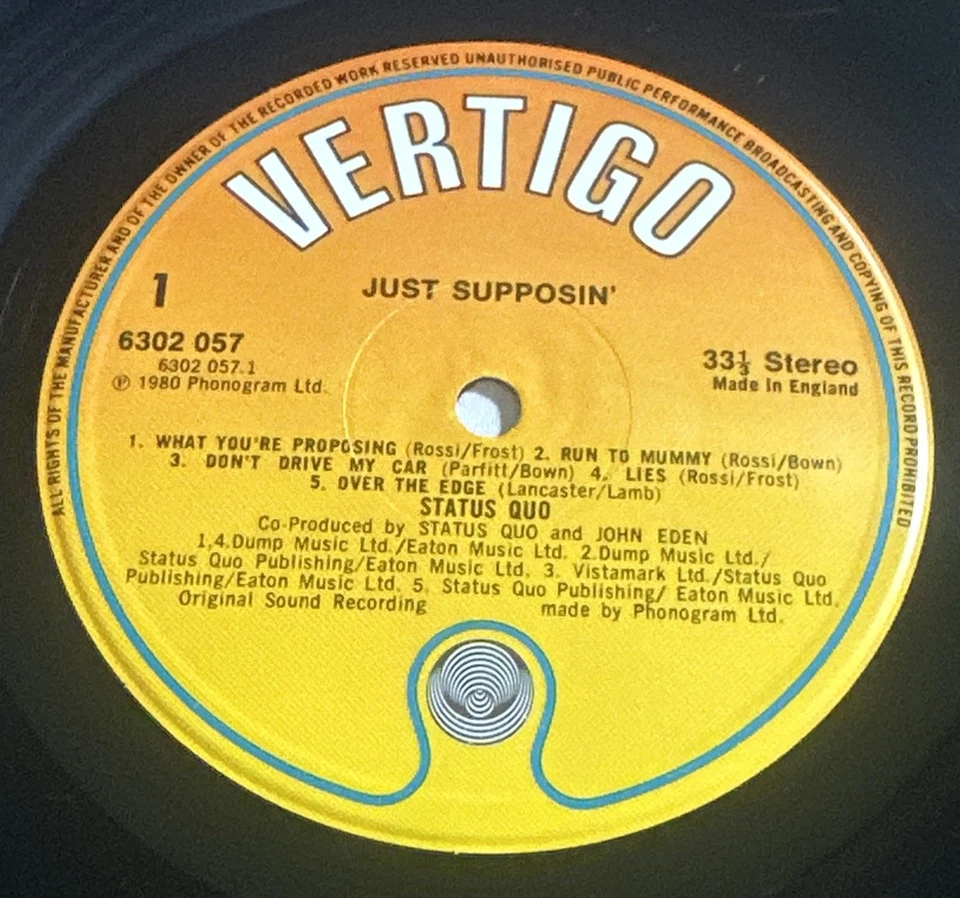 ALL RIGHTS OF THE MANUFACTURER AND OF THE OWNER OF THE RECORDED WORK RESERVED UNAUTHORISED PUBLIC PERFORMANCE BROADCASTING AND COPYING OF THIS RECORD PROHIBITED
VERTIGO
JUST SUPPOSIN'
1
6302 057
6302 057.1
℗ 1980 Phonogram Ltd.
33⅓ Stereo
Made In England
1. WHAT YOU'RE PROPOSING (Rossi/Frost) 2. RUN TO MUMMY (Rossi/Bown)
3. DON'T DRIVE MY CAR (Parfitt/Bown) 4. LIES (Rossi/Frost)
5. OVER THE EDGE (Lancaster/Lamb)
STATUS QUO
Co-Produced by STATUS QUO and JOHN EDEN
1,4.Dump Music Ltd./Eaton Music Ltd. 2.Dump Music Ltd./
Status Quo Publishing/Eaton Music Ltd. 3. Vistamark Ltd./Status Quo
Publishing/Eaton Music Ltd. 5. Status Quo Publishing/ Eaton Music Ltd.
Original Sound Recording made by Phonogram Ltd.